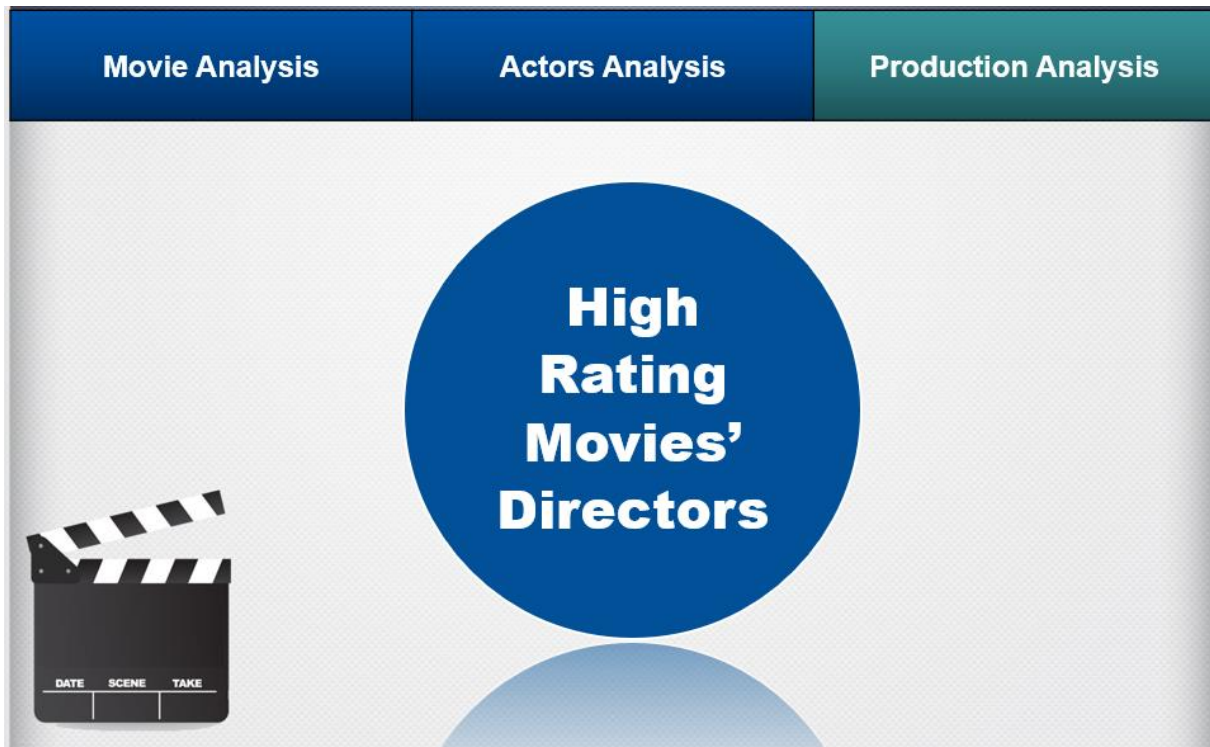 Movie Analysis
Actors Analysis
Production Analysis
High
Rating
Movies’
Directors
DATE SCENE TAKE